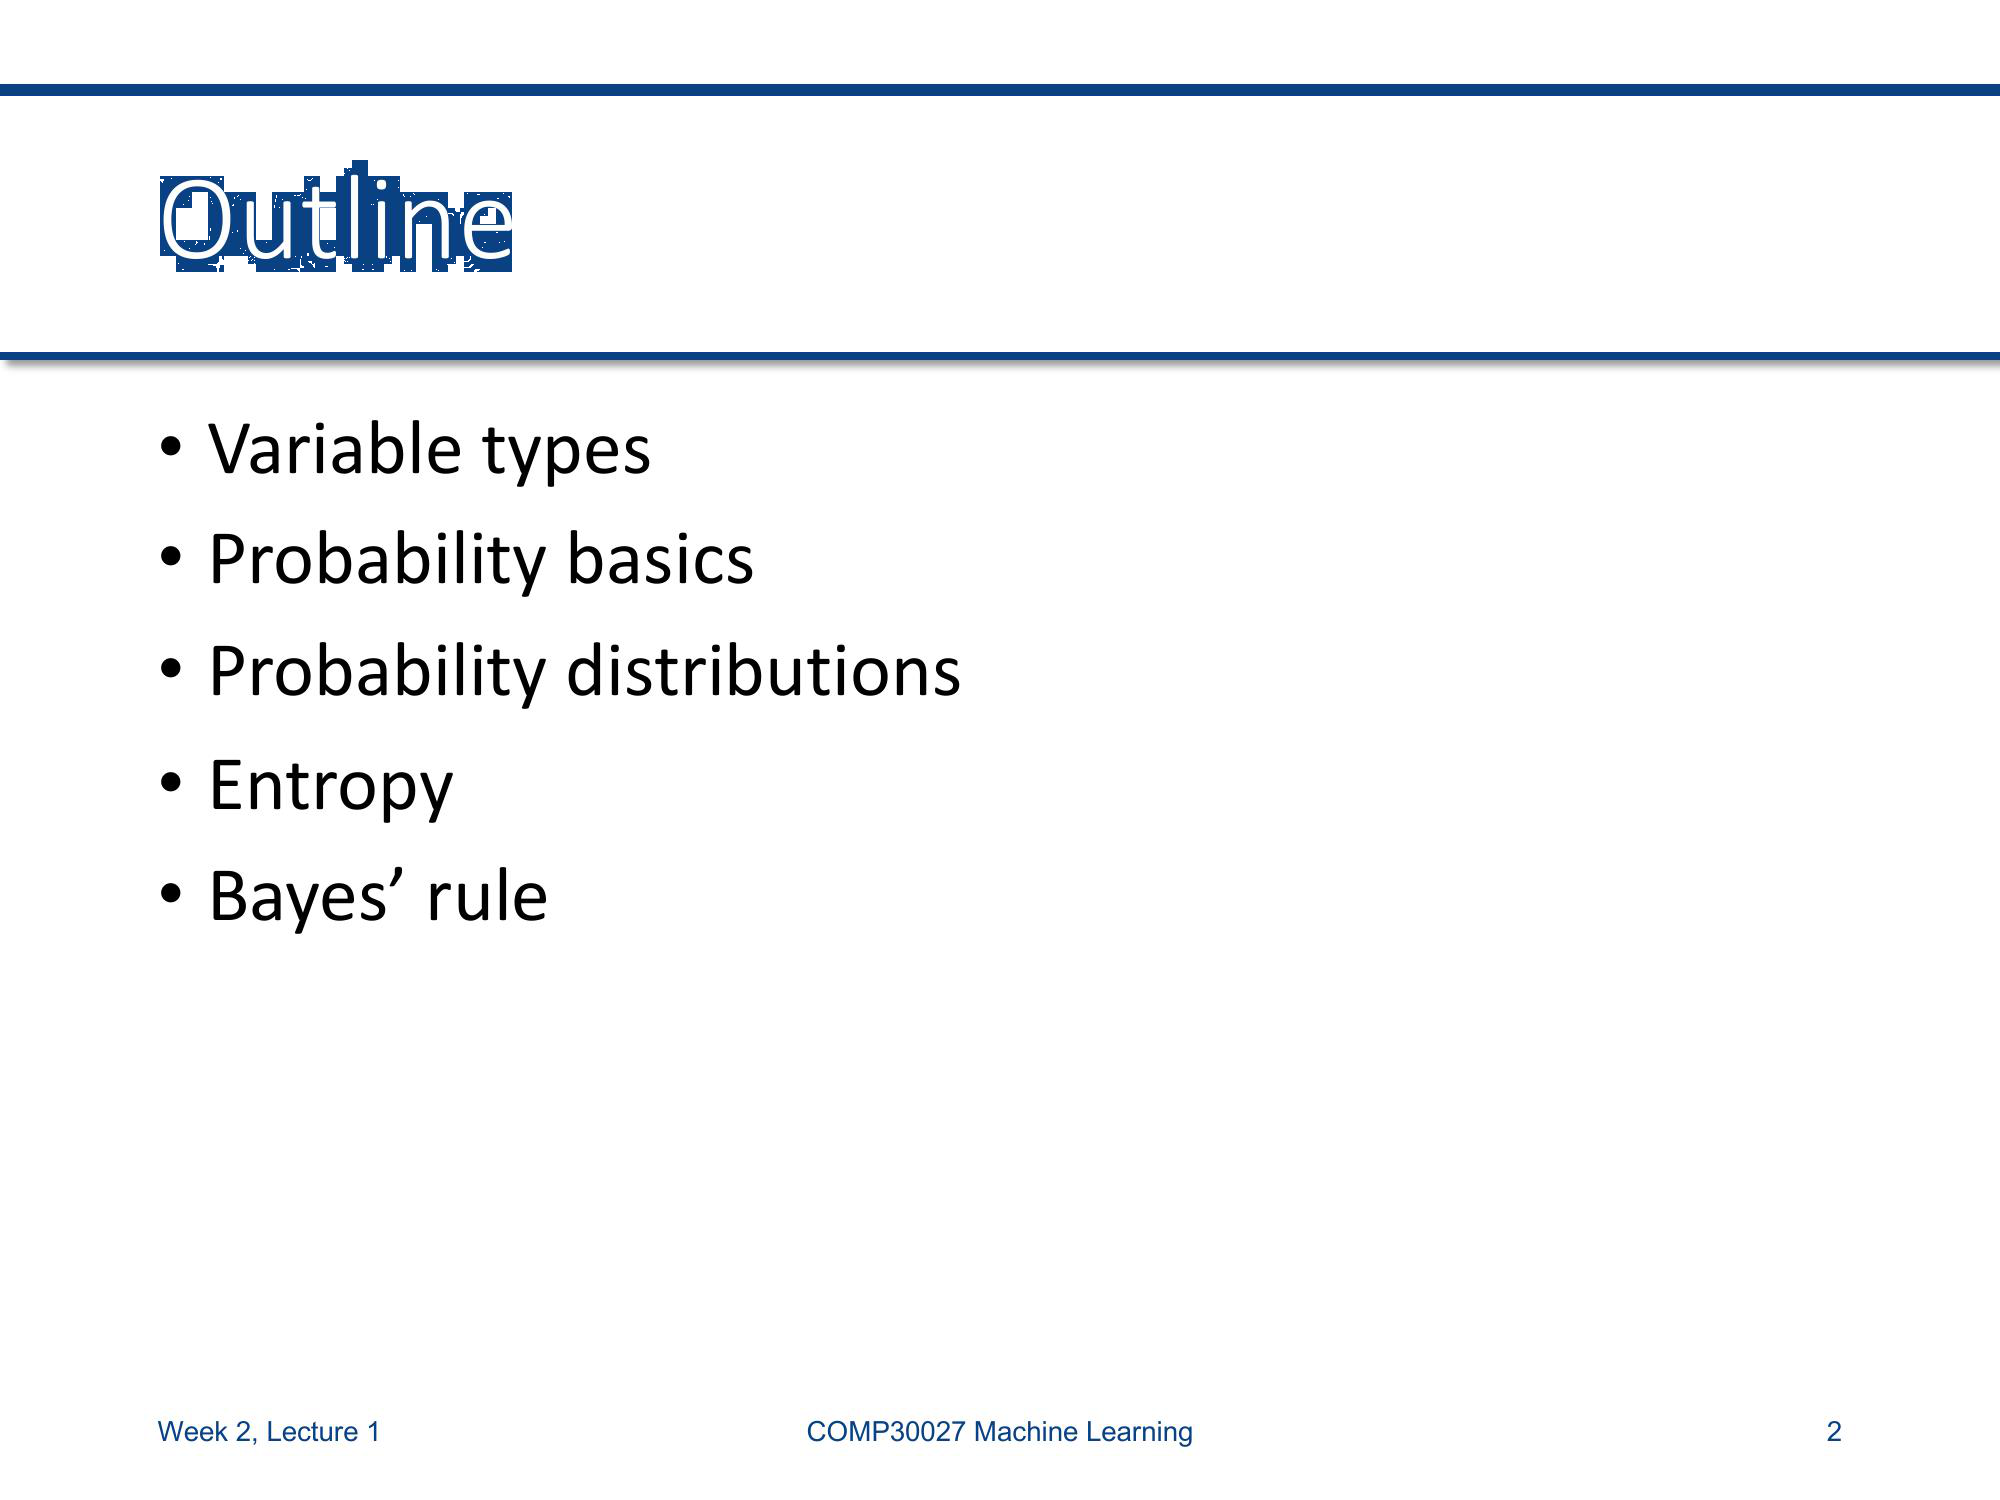 Outline
• Variable types
• Probability basics
• Probability distributions
• Entropy
• Bayes’ rule
Week 2, Lecture 1
COMP30027 Machine Learning
2